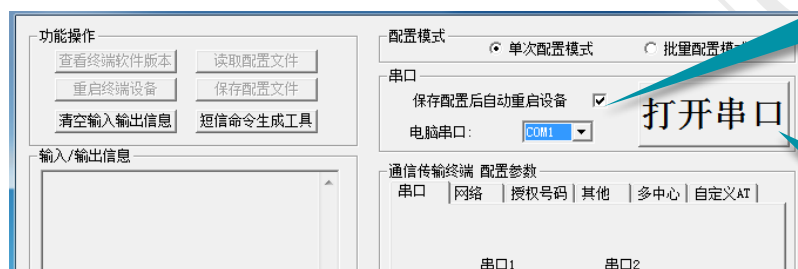 功能操作
查看终端软件版本
读取配置文件
重启终端设备
保存配置文件
清空输入输出信息
短信命令生成工具
输入/输出信息
配置模式
单次配置模式
批里配置模式
串口
保存配置后自动重启设备
电脑串口:
COM1
打开串口
通信传输终端 配置参数
串口
网络
授权号码
其他
多中心
自定义AT
串口1
串口2